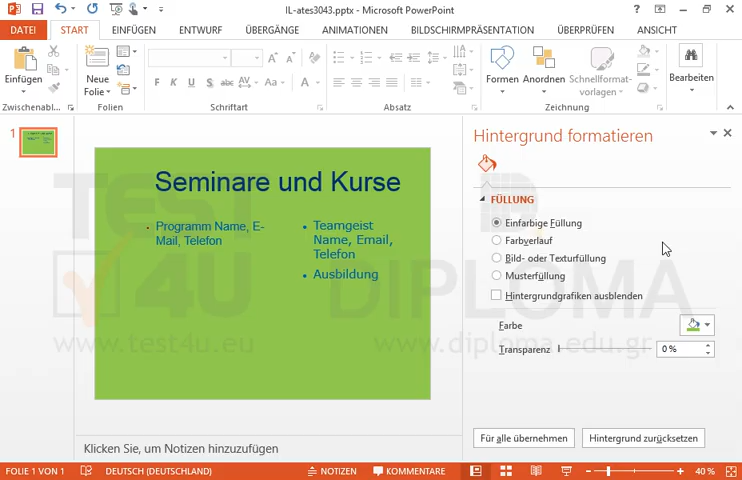 IL-ates3043.pptx - Microsoft PowerPoint
DATEI START EINFÜGEN ENTWURF ÜBERGÄNGE ANIMATIONEN BILDSCHIRMPRÄSENTATION ÜBERPRÜFEN ANSICHT
Einfügen
Neue Folie
F K U S abc AV Aa A
Formen Anordnen Schnellformat-vorlagen
Bearbeiten
Zwischenabl... Folien Schriftart Absatz Zeichnung
1
Seminare und Kurse
Programm Name, E-
Mail, Telefon
Teamgeist
Name, Email,
Telefon
Ausbildung
Hintergrund formatieren
FÜLLUNG
Einfarbige Füllung
Farbverlauf
Bild- oder Texturfüllung
Musterfüllung
Hintergrundgrafiken ausblenden
Farbe
Transparenz 0 %
Für alle übernehmen Hintergrund zurücksetzen
TEST
4U
DIPLOMA
www.test4u.eu www.diploma.edu.gr
Klicken Sie, um Notizen hinzuzufügen
FOLIE 1 VON 1 DEUTSCH (DEUTSCHLAND) NOTIZEN KOMMENTARE 40 %